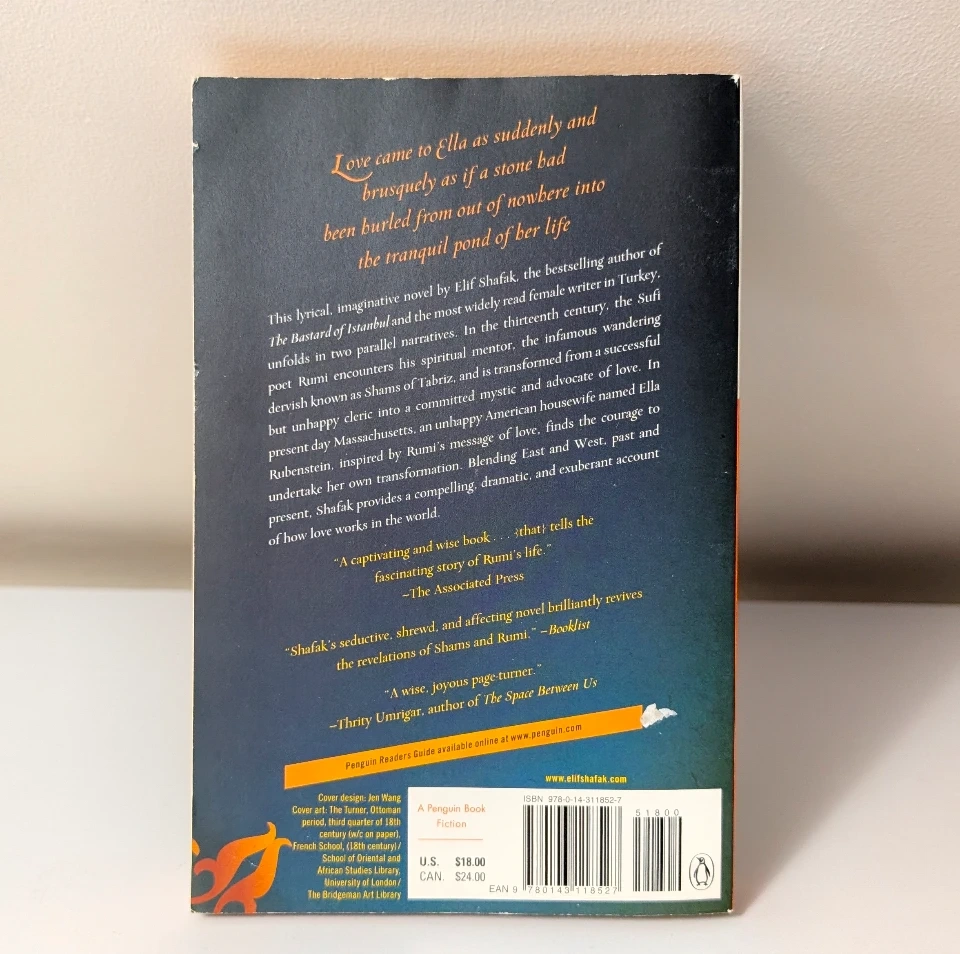 Love came to Ella as suddenly and
brusquely as if a stone had
been hurled from out of nowhere into
the tranquil pond of her life
This lyrical, imaginative novel by Elif Shafak, the bestselling author of
The Bastard of Istanbul and the most widely read female writer in Turkey,
unfolds in two parallel narratives. In the thirteenth century, the Sufi
poet Rumi encounters his spiritual mentor, the infamous wandering
dervish known as Shams of Tabriz, and is transformed from a successful
but unhappy cleric into a committed mystic and advocate of love. In
present day Massachusetts, an unhappy American housewife named Ella
Rubenstein, inspired by Rumi's message of love, finds the courage to
undertake her own transformation. Blending East and West, past and
present, Shafak provides a compelling, dramatic, and exuberant account
of how love works in the world.
"A captivating and wise book . . . {that} tells the
fascinating story of Rumi's life."
–The Associated Press
"Shafak's seductive, shrewd, and affecting novel brilliantly revives
the revelations of Shams and Rumi." –Booklist
"A wise, joyous page-turner."
–Thrity Umrigar, author of The Space Between Us
Penguin Readers Guide available online at www.penguin.com
www.elifshafak.com
Cover design: Jen Wang
Cover art: The Turner, Ottoman
period, third quarter of 18th
century (w/c on paper),
French School, (18th century)/
School of Oriental and
African Studies Library,
University of London/
The Bridgeman Art Library
A Penguin Book
Fiction
U.S. $18.00
CAN. $24.00
ISBN 978-0-14-311852-7
51800
EAN 9 780143 118527